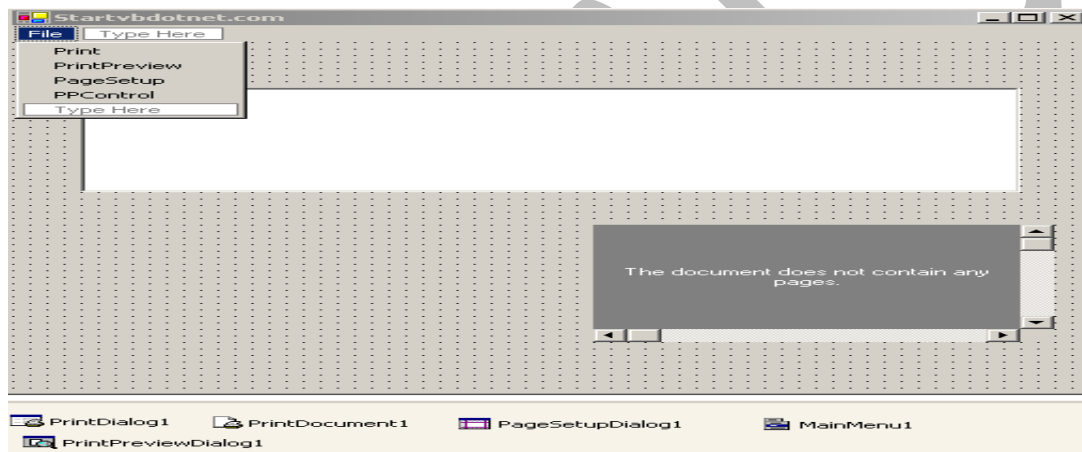 Startvbdotnet.com
File Type Here
Print
PrintPreview
PageSetup
PPControl
Type Here
The document does not contain any
pages.
PrintDialog1 PrintDocument1 PageSetupDialog1 MainMenu1
PrintPreviewDialog1